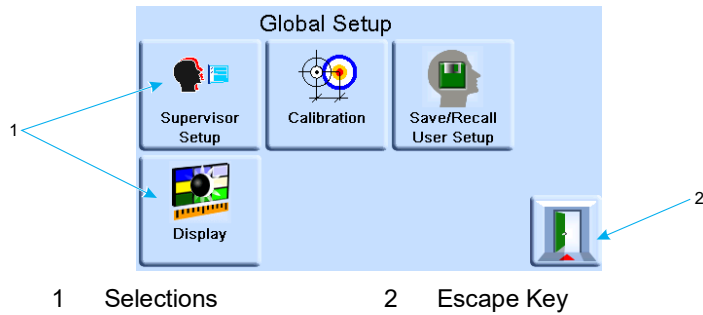 Global Setup
Supervisor
Setup
Calibration
Save/Recall
User Setup
1
Display
2
1 Selections 2 Escape Key